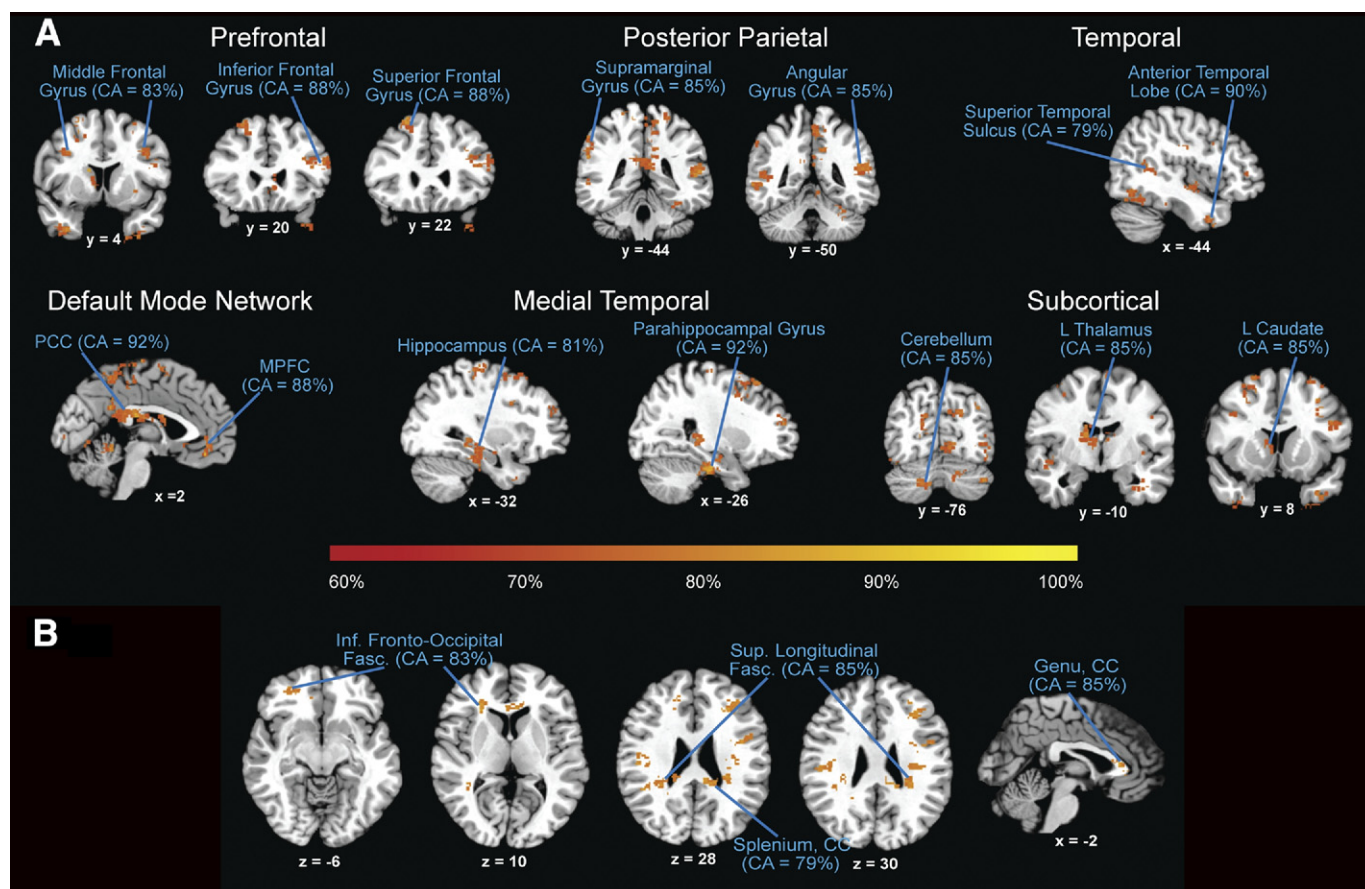 A
Prefrontal
Posterior Parietal
Temporal
Middle Frontal
Gyrus (CA = 83%)
Inferior Frontal
Gyrus (CA = 88%)
Superior Frontal
Gyrus (CA = 88%)
Supramarginal
Gyrus (CA = 85%)
Angular
Gyrus (CA = 85%)
Anterior Temporal
Lobe (CA = 90%)
Superior Temporal
Sulcus (CA = 79%)
y = 4
y = 20
y = 22
y = -44
y = -50
x = -44
Default Mode Network
Medial Temporal
Subcortical
PCC (CA = 92%)
MPFC
(CA = 88%)
Hippocampus (CA = 81%)
Parahippocampal Gyrus
(CA = 92%)
Cerebellum
(CA = 85%)
L Thalamus
(CA = 85%)
L Caudate
(CA = 85%)
x =2
x = -32
x = -26
y = -76
y = -10
y = 8
60% 70% 80% 90% 100%
B
Inf. Fronto-Occipital
Fasc. (CA = 83%)
Sup. Longitudinal
Fasc. (CA = 85%)
Genu, CC
(CA = 85%)
Splenium, CC
(CA = 79%)
z = -6
z = 10
z = 28
z = 30
x = -2